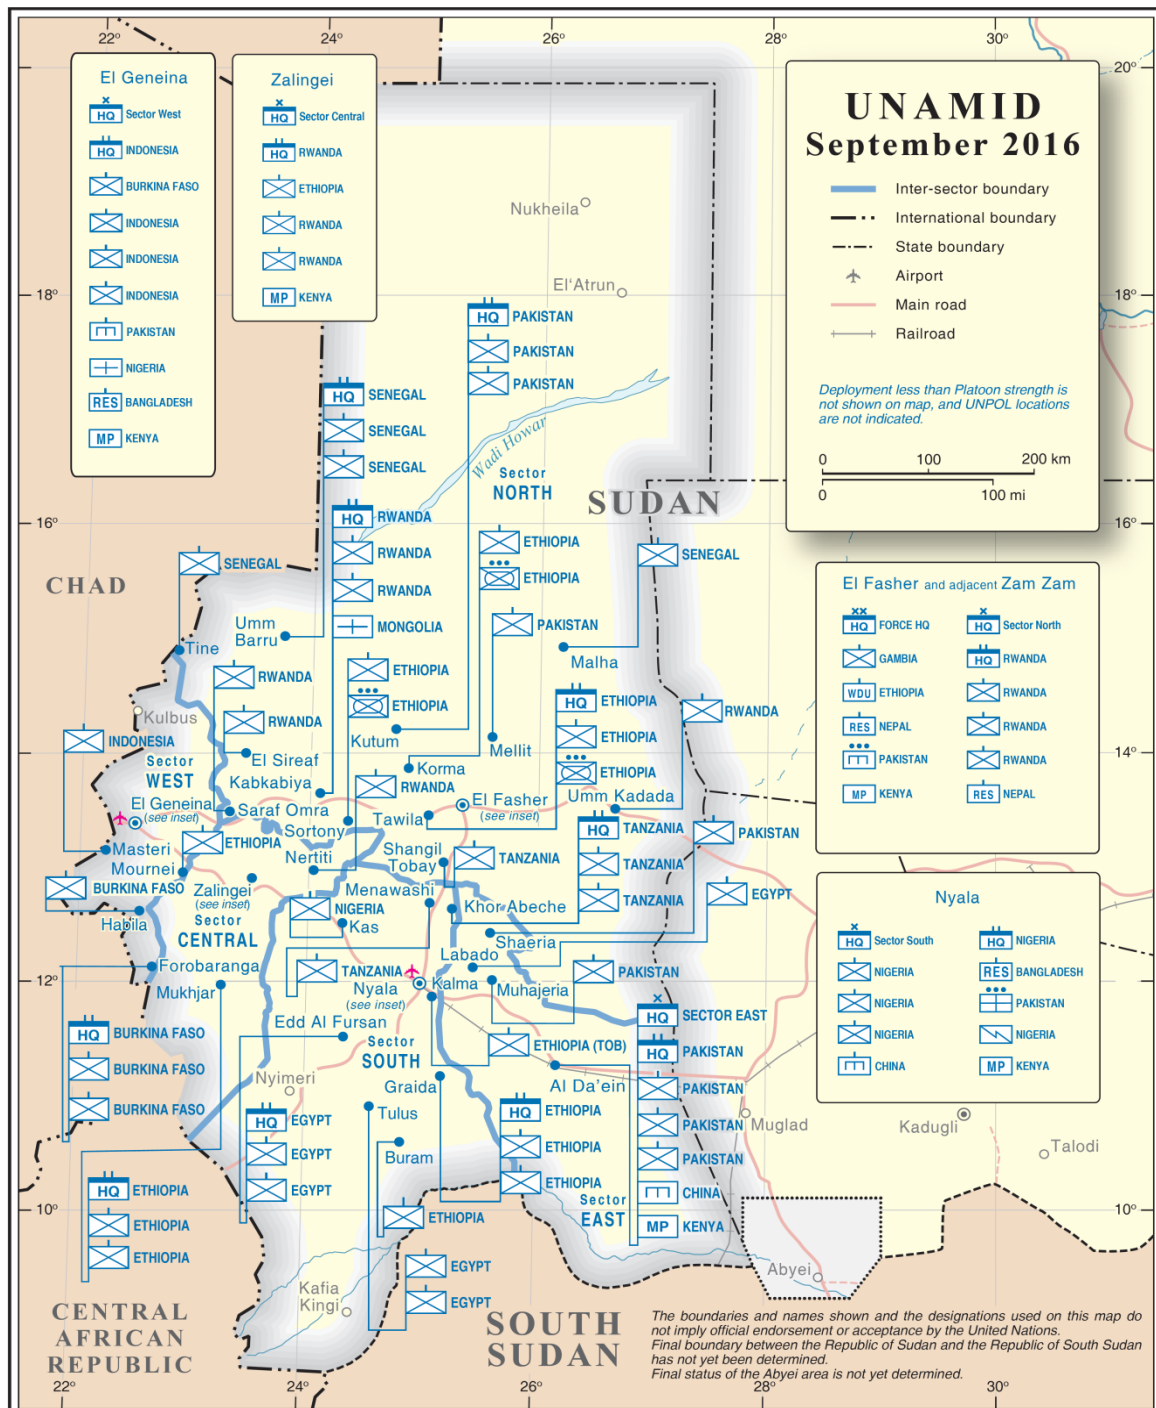 22°
24°
26°
28°
30°
20°
20°
18°
18°
16°
16°
14°
14°
12°
12°
10°
10°
22°
24°
26°
28°
30°
UNAMID
September 2016
Inter-sector boundary
International boundary
State boundary
Airport
Main road
Railroad
Deployment less than Platoon strength is
not shown on map, and UNPOL locations
are not indicated.
0 100 200 km
0 100 mi
El Geneina
HQ Sector West
HQ INDONESIA
BURKINA FASO
INDONESIA
INDONESIA
INDONESIA
PAKISTAN
NIGERIA
RES BANGLADESH
MP KENYA
Zalingei
HQ Sector Central
HQ RWANDA
ETHIOPIA
RWANDA
RWANDA
MP KENYA
Nukheila
El'Atrun
HQ PAKISTAN
PAKISTAN
PAKISTAN
HQ SENEGAL
SENEGAL
SENEGAL
Wadi Howar
Sector
NORTH
SUDAN
HQ RWANDA
RWANDA
RWANDA
MONGOLIA
ETHIOPIA
ETHIOPIA
SENEGAL
SENEGAL
CHAD
Umm
Barru
Tine
PAKISTAN
Malha
RWANDA
ETHIOPIA
ETHIOPIA
Kulbus
RWANDA
Kutum
Mellit
HQ ETHIOPIA
ETHIOPIA
ETHIOPIA
RWANDA
INDONESIA
Sector
WEST
El Sireaf
Kabkabiya
Korma
RWANDA
El Geneina
(see inset)
Saraf Omra
Sortony
Tawila
El Fasher
(see inset)
Umm Kadada
Masteri
Mournei
ETHIOPIA
Nertiti
Shangil
Tobay
TANZANIA
HQ TANZANIA
TANZANIA
TANZANIA
PAKISTAN
BURKINA FASO
Zalingei
(see inset)
Menawashi
EGYPT
Habila
Sector
CENTRAL
NIGERIA
Kas
Khor Abeche
Shaeria
Labado
Forobaranga
Mukhjar
TANZANIA
Nyala
(see inset)
Kalma
Muhajeria
PAKISTAN
Edd Al Fursan
Sector
SOUTH
ETHIOPIA (TOB)
HQ SECTOR EAST
HQ PAKISTAN
PAKISTAN
PAKISTAN
PAKISTAN
CHINA
MP KENYA
HQ BURKINA FASO
BURKINA FASO
BURKINA FASO
Nyimeri
Graida
Al Da'ein
Tulus
Buram
HQ EGYPT
EGYPT
EGYPT
HQ ETHIOPIA
ETHIOPIA
ETHIOPIA
Muglad
Kadugli
Talodi
HQ ETHIOPIA
ETHIOPIA
ETHIOPIA
Sector
EAST
ETHIOPIA
EGYPT
EGYPT
Abyei
Kafia
Kingi
CENTRAL
AFRICAN
REPUBLIC
SOUTH
SUDAN
El Fasher and adjacent Zam Zam
HQ FORCE HQ
HQ Sector North
GAMBIA
HQ RWANDA
WDU ETHIOPIA
RWANDA
RES NEPAL
RWANDA
PAKISTAN
RWANDA
MP KENYA
RES NEPAL
Nyala
HQ Sector South
HQ NIGERIA
NIGERIA
RES BANGLADESH
NIGERIA
PAKISTAN
NIGERIA
NIGERIA
CHINA
MP KENYA
The boundaries and names shown and the designations used on this map do
not imply official endorsement or acceptance by the United Nations.
Final boundary between the Republic of Sudan and the Republic of South Sudan
has not yet been determined.
Final status of the Abyei area is not yet determined.